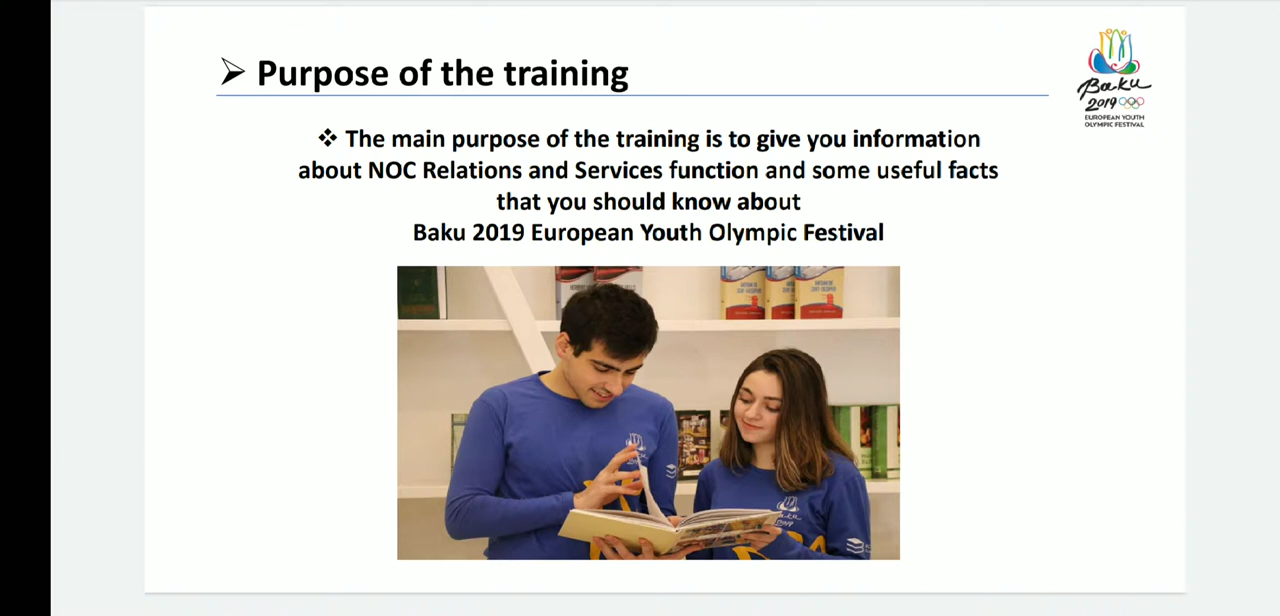 Purpose of the training
Baku
2019
EUROPEAN YOUTH
OLYMPIC FESTIVAL
The main purpose of the training is to give you information
about NOC Relations and Services function and some useful facts
that you should know about
Baku 2019 European Youth Olympic Festival
Baku
2019